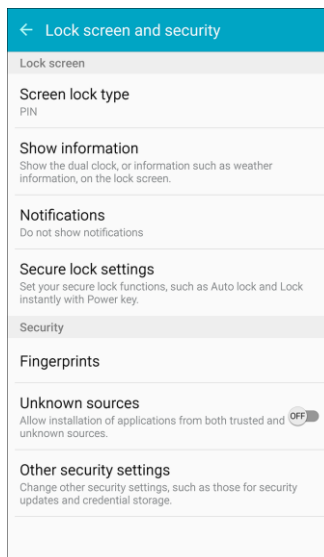 Lock screen and security
Lock screen
Screen lock type
PIN
Show information
Show the dual clock, or information such as weather
information, on the lock screen.
Notifications
Do not show notifications
Secure lock settings
Set your secure lock functions, such as Auto lock and Lock
instantly with Power key.
Security
Fingerprints
Unknown sources
Allow installation of applications from both trusted and
unknown sources.
OFF
Other security settings
Change other security settings, such as those for security
updates and credential storage.